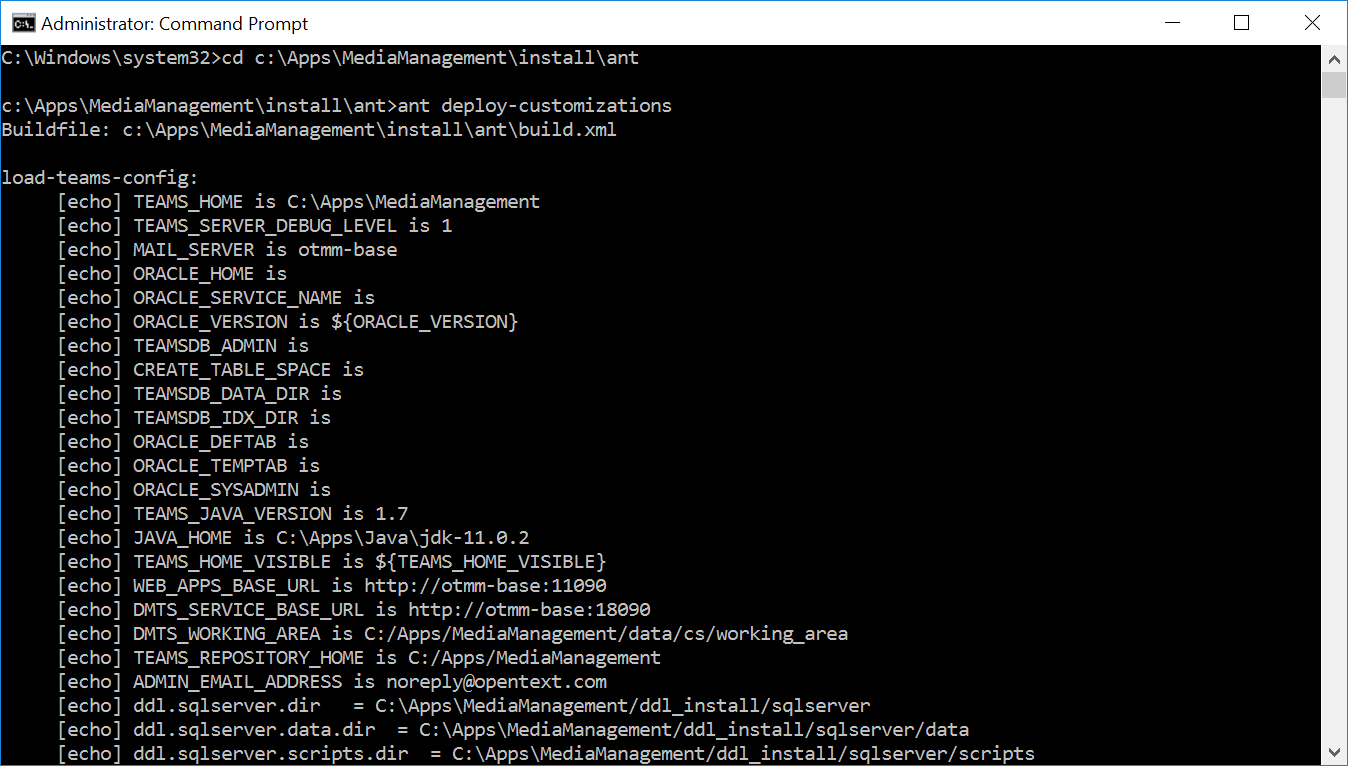 Administrator: Command Prompt
C:\Windows\system32>cd c:\Apps\MediaManagement\install\ant
c:\Apps\MediaManagement\install\ant>ant deploy-customizations
Buildfile: c:\Apps\MediaManagement\install\ant\build.xml
load-teams-config:
[echo] TEAMS_HOME is C:\Apps\MediaManagement
[echo] TEAMS_SERVER_DEBUG_LEVEL is 1
[echo] MAIL_SERVER is otmm-base
[echo] ORACLE_HOME is
[echo] ORACLE_SERVICE_NAME is
[echo] ORACLE_VERSION is ${ORACLE_VERSION}
[echo] TEAMSDB_ADMIN is
[echo] CREATE_TABLE_SPACE is
[echo] TEAMSDB_DATA_DIR is
[echo] TEAMSDB_IDX_DIR is
[echo] ORACLE_DEFTAB is
[echo] ORACLE_TEMPTAB is
[echo] ORACLE_SYSADMIN is
[echo] TEAMS_JAVA_VERSION is 1.7
[echo] JAVA_HOME is C:\Apps\Java\jdk-11.0.2
[echo] TEAMS_HOME_VISIBLE is ${TEAMS_HOME_VISIBLE}
[echo] WEB_APPS_BASE_URL is http://otmm-base:11090
[echo] DMTS_SERVICE_BASE_URL is http://otmm-base:18090
[echo] DMTS_WORKING_AREA is C:/Apps/MediaManagement/data/cs/working_area
[echo] TEAMS_REPOSITORY_HOME is C:/Apps/MediaManagement
[echo] ADMIN_EMAIL_ADDRESS is noreply@opentext.com
[echo] ddl.sqlserver.dir   = C:\Apps\MediaManagement/ddl_install/sqlserver
[echo] ddl.sqlserver.data.dir  = C:\Apps\MediaManagement/ddl_install/sqlserver/data
[echo] ddl.sqlserver.scripts.dir  = C:\Apps\MediaManagement/ddl_install/sqlserver/scripts